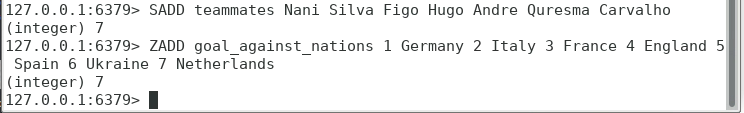 127.0.0.1:6379> SADD teammates Nani Silva Figo Hugo Andre Quresma Carvalho
(integer) 7
127.0.0.1:6379> ZADD goal_against_nations 1 Germany 2 Italy 3 France 4 England 5
 Spain 6 Ukraine 7 Netherlands
(integer) 7
127.0.0.1:6379>